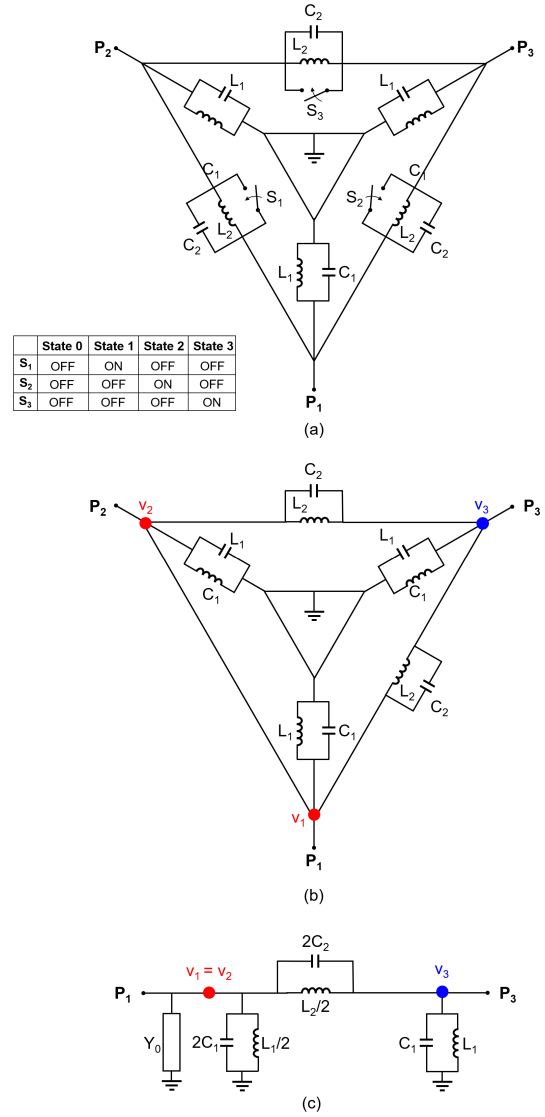 C₂
L₂
P₂ P₃
S₃
L₁ L₁
C₁ C₁
S₁ S₂
L₂ L₂
C₂ C₂
L₁ C₁
State 0 State 1 State 2 State 3
S₁ OFF ON OFF OFF
S₂ OFF OFF ON OFF
S₃ OFF OFF OFF ON
P₁
(a)
C₂
L₂
P₂ v₂ v₃ P₃
L₁ L₁
C₁ C₁
L₂
C₂
L₁ C₁
v₁
P₁
(b)
2C₂
v₁ = v₂ v₃
P₁ P₃
L₂/2
Y₀ 2C₁ L₁/2 C₁ L₁
(c)